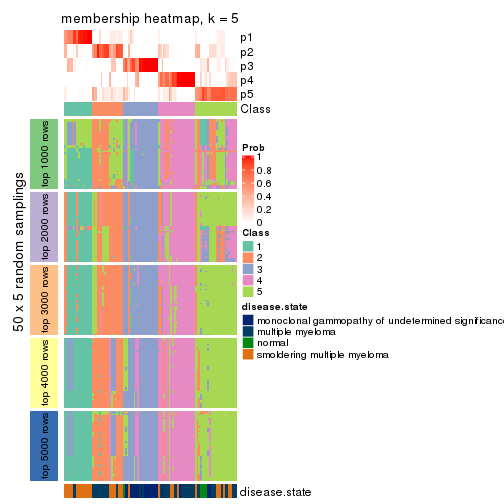 membership heatmap, k = 5
p1
p2
p3
p4
p5
Class
50 x 5 random samplings
top 1000 rows
top 2000 rows
top 3000 rows
top 4000 rows
top 5000 rows
disease.state
Prob
1
0.8
0.6
0.4
0.2
0
Class
1
2
3
4
5
disease.state
monoclonal gammopathy of undetermined significance
multiple myeloma
normal
smoldering multiple myeloma